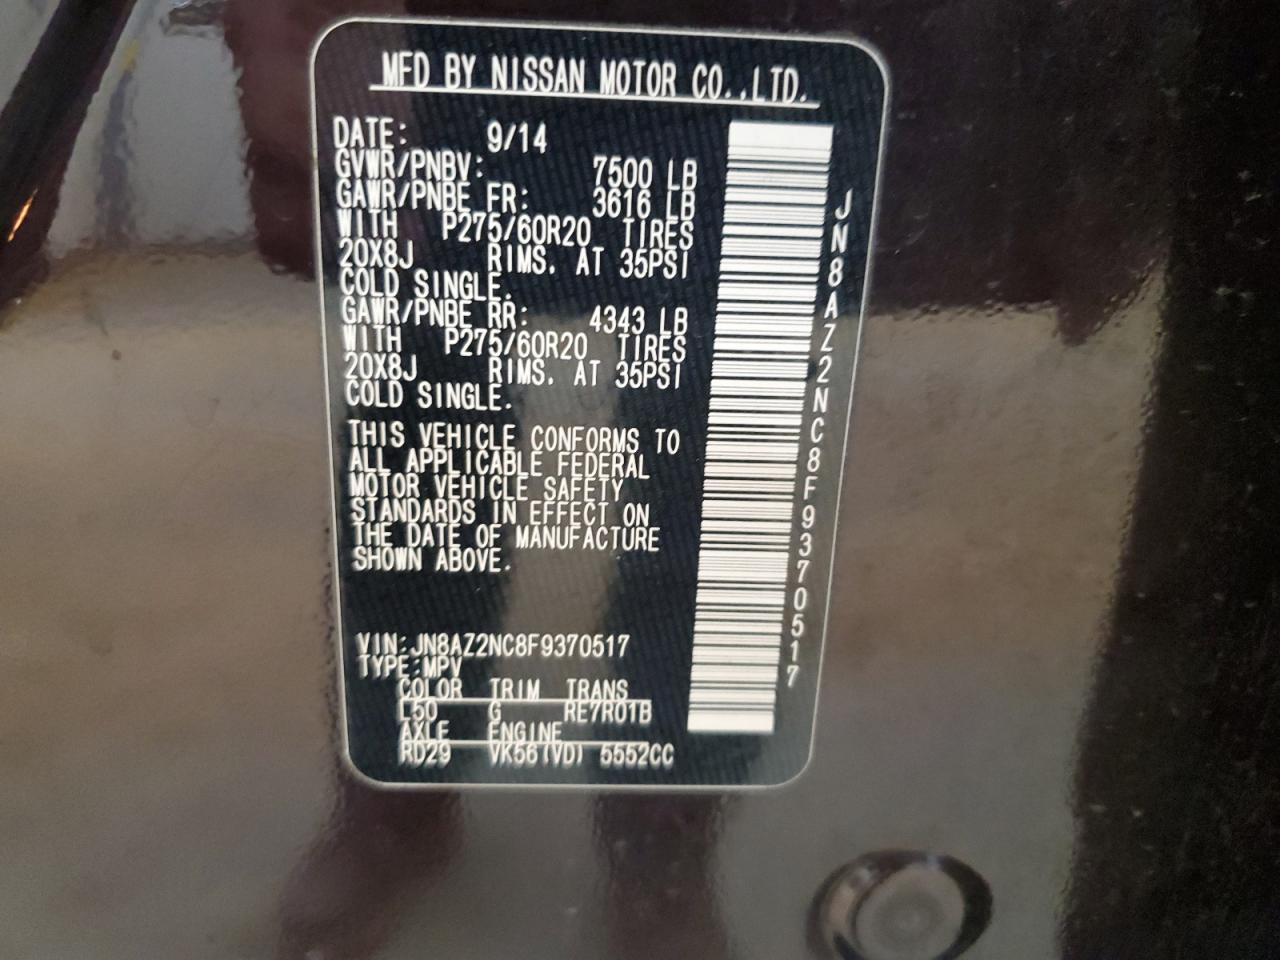 MFD BY NISSAN MOTOR CO.,LTD.
DATE: 9/14
GVWR/PNBV: 7500 LB
GAWR/PNBE FR: 3616 LB
WITH P275/60R20 TIRES
20X8J RIMS. AT 35PSI
COLD SINGLE.
GAWR/PNBE RR: 4343 LB
WITH P275/60R20 TIRES
20X8J RIMS. AT 35PSI
COLD SINGLE.
THIS VEHICLE CONFORMS TO
ALL APPLICABLE FEDERAL
MOTOR VEHICLE SAFETY
STANDARDS IN EFFECT ON
THE DATE OF MANUFACTURE
SHOWN ABOVE.
VIN:JN8AZ2NC8F9370517
TYPE:MPV
COLOR TRIM TRANS
L50 G RE7R01B
AXLE ENGINE
RD29 VK56(VD) 5552CC
JN8AZ2NC8F9370517